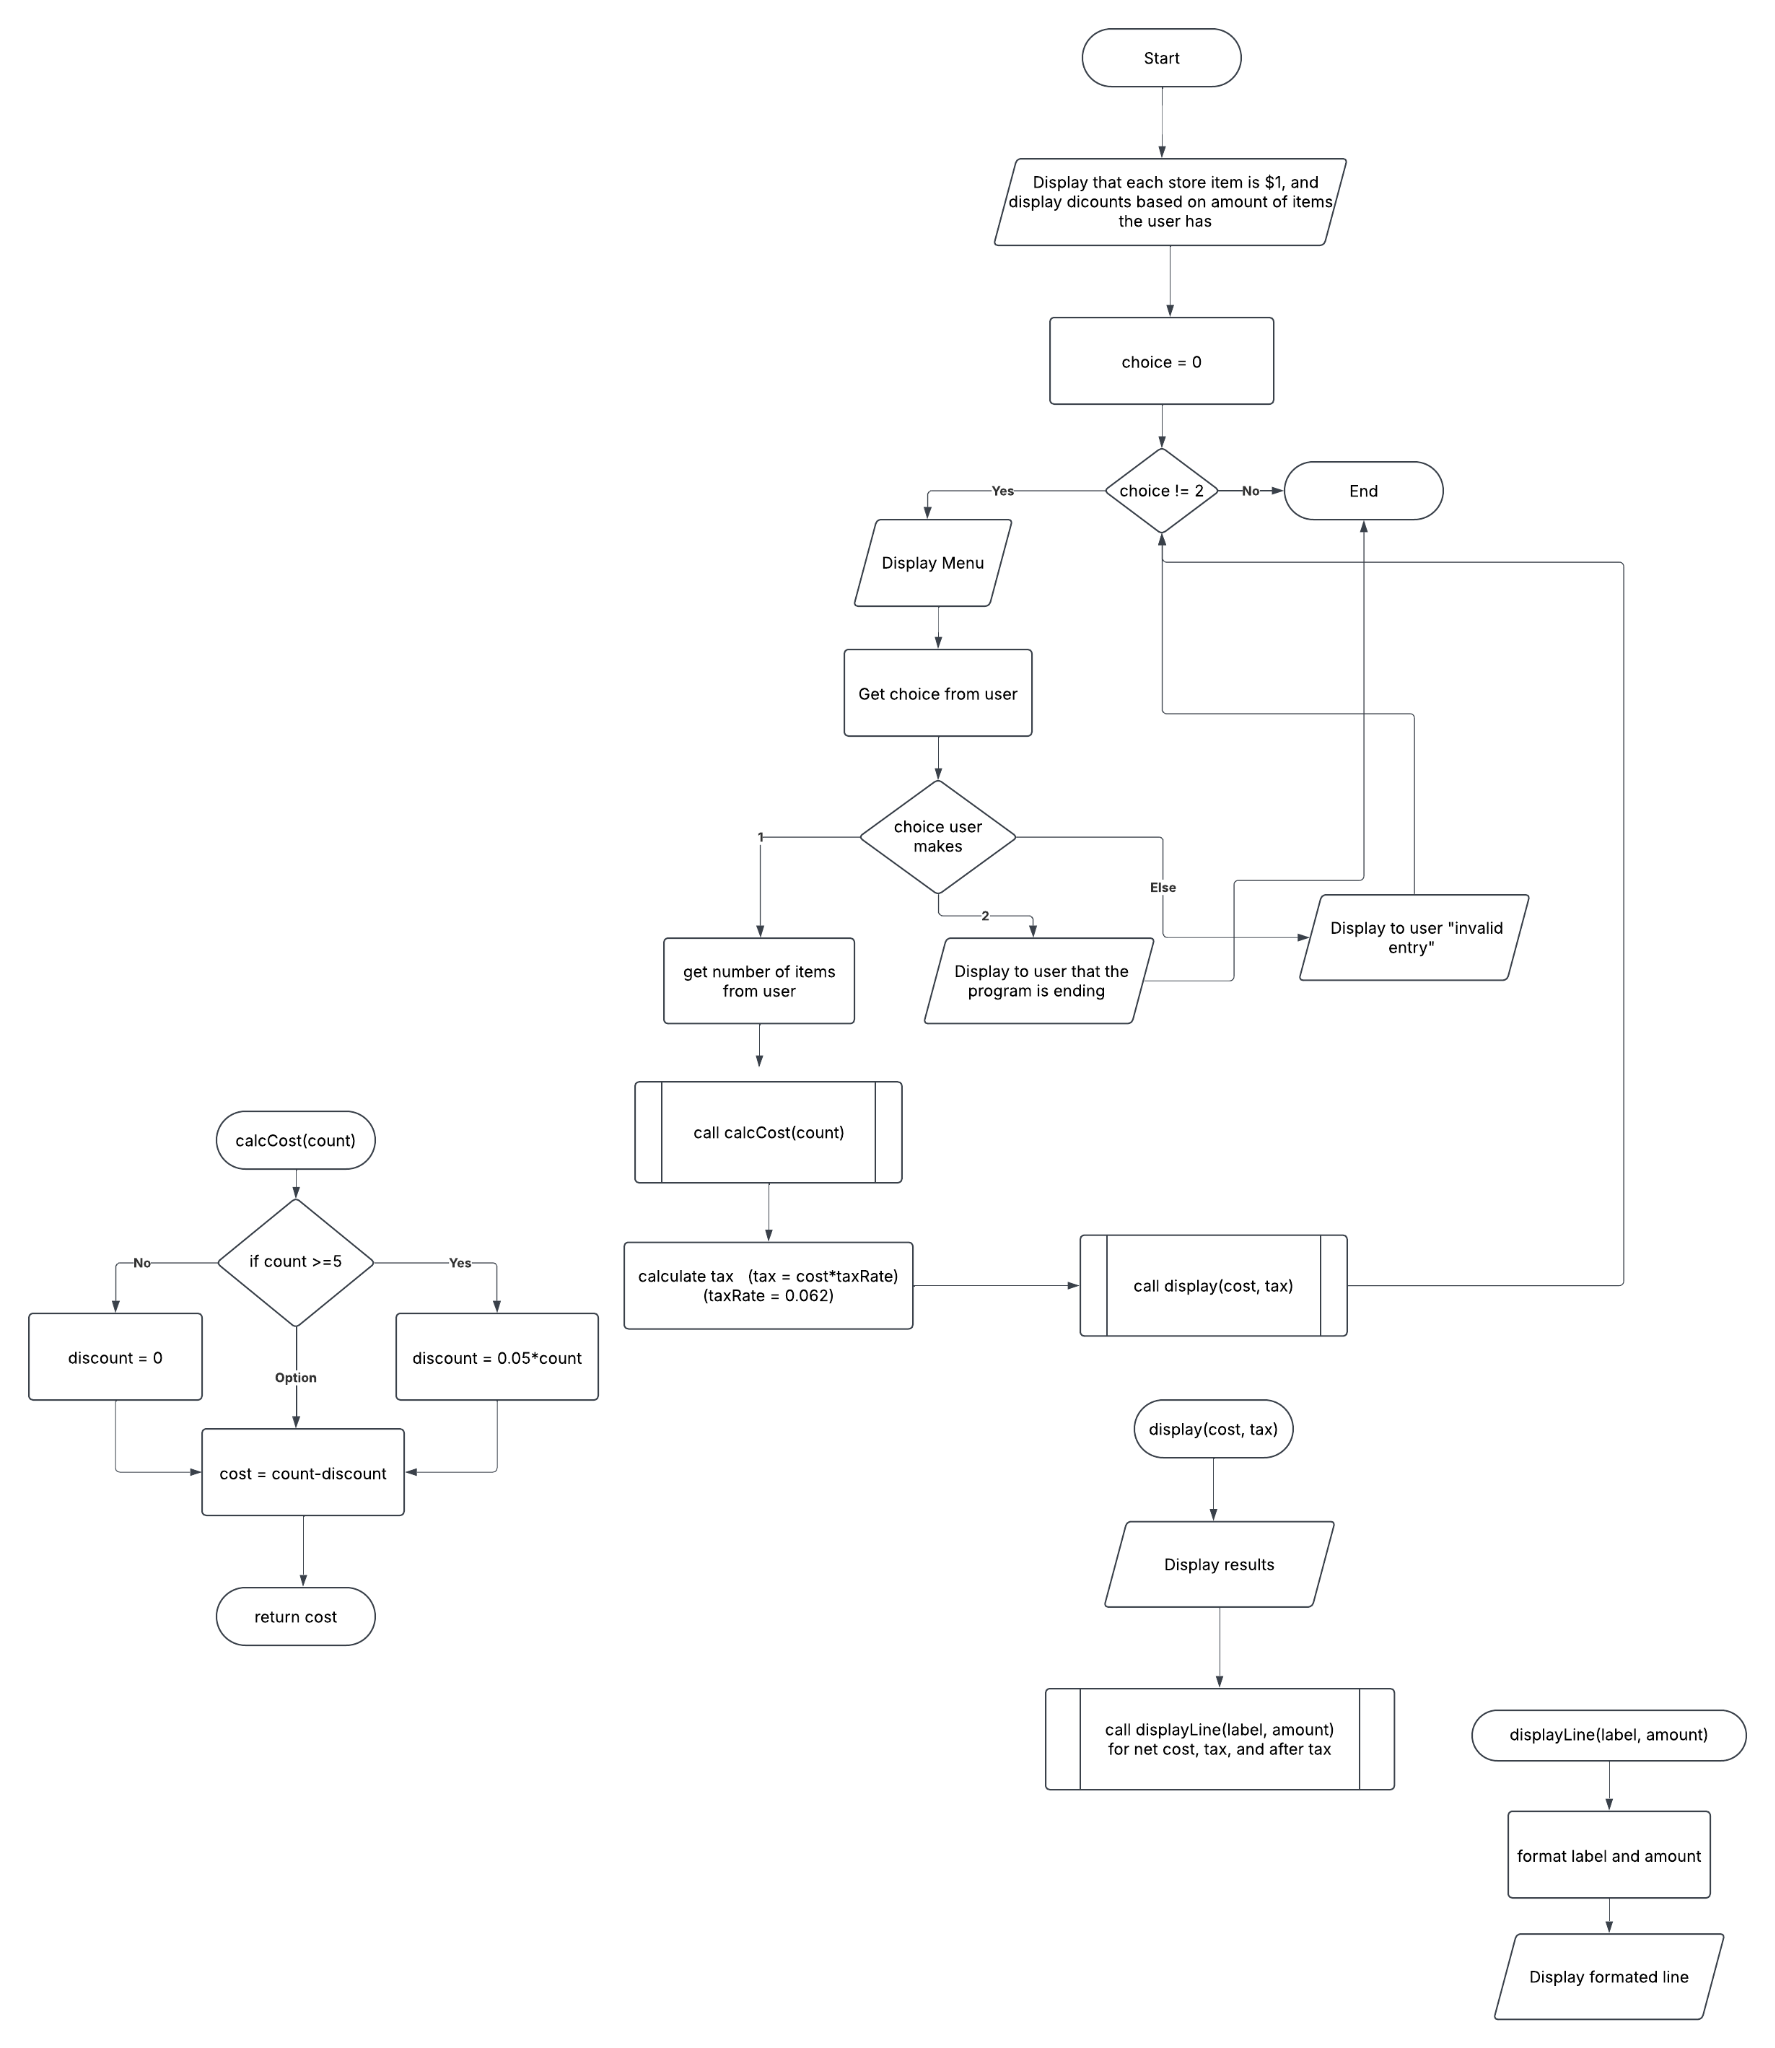 Start
Display that each store item is $1, and
display dicounts based on amount of items
the user has
choice = 0
choice != 2
Yes
No
End
Display Menu
Get choice from user
choice user
makes
1
2
Else
get number of items
from user
Display to user that the
program is ending
Display to user "invalid
entry"
call calcCost(count)
calculate tax   (tax = cost*taxRate)
(taxRate = 0.062)
call display(cost, tax)
calcCost(count)
if count >=5
No
Yes
Option
discount = 0
discount = 0.05*count
cost = count-discount
return cost
display(cost, tax)
Display results
call displayLine(label, amount)
for net cost, tax, and after tax
displayLine(label, amount)
format label and amount
Display formated line